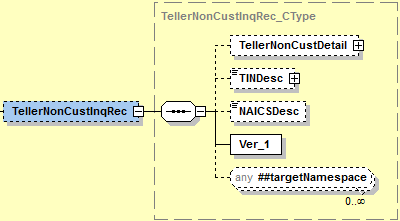 TellerNonCustInqRec_CType
TellerNonCustDetail
TINDesc
TellerNonCustInqRec
NAICSDesc
Ver_1
any ##targetNamespace
0..∞